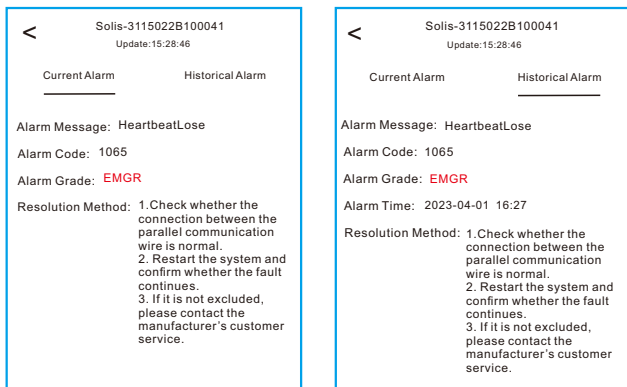 < Solis-3115022B100041
Update:15:28:46
Current Alarm Historical Alarm
Alarm Message: HeartbeatLose
Alarm Code: 1065
Alarm Grade: EMGR
Resolution Method: 1.Check whether the
connection between the
parallel communication
wire is normal.
2. Restart the system and
confirm whether the fault
continues.
3. If it is not excluded,
please contact the
manufacturer's customer
service.
< Solis-3115022B100041
Update:15:28:46
Current Alarm Historical Alarm
Alarm Message: HeartbeatLose
Alarm Code: 1065
Alarm Grade: EMGR
Alarm Time: 2023-04-01 16:27
Resolution Method: 1.Check whether the
connection between the
parallel communication
wire is normal.
2. Restart the system and
confirm whether the fault
continues.
3. If it is not excluded,
please contact the
manufacturer's customer
service.